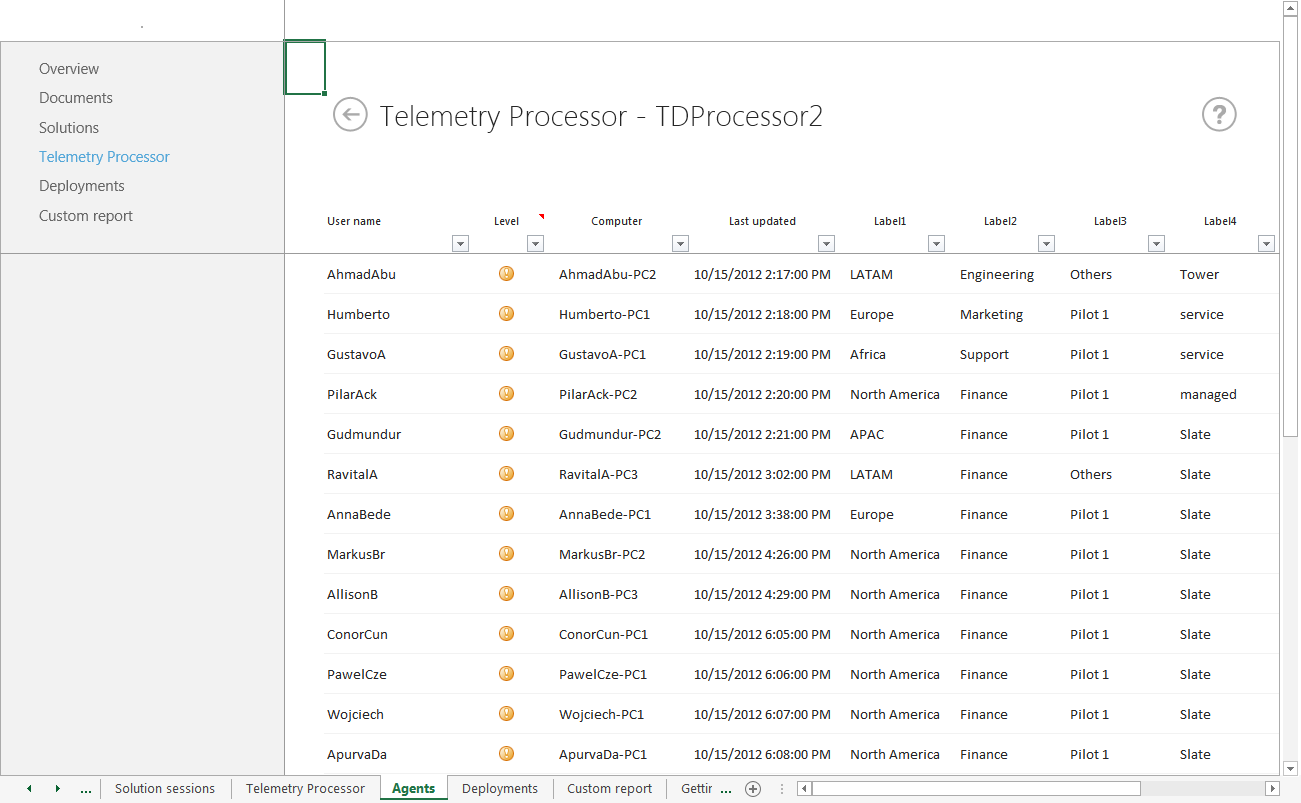 Overview
Documents
Solutions
Telemetry Processor
Deployments
Custom report
Telemetry Processor - TDProcessor2
?
User name Level Computer Last updated Label1 Label2 Label3 Label4
AhmadAbu AhmadAbu-PC2 10/15/2012 2:17:00 PM LATAM Engineering Others Tower
Humberto Humberto-PC1 10/15/2012 2:18:00 PM Europe Marketing Pilot 1 service
GustavoA GustavoA-PC1 10/15/2012 2:19:00 PM Africa Support Pilot 1 service
PilarAck PilarAck-PC2 10/15/2012 2:20:00 PM North America Finance Pilot 1 managed
Gudmundur Gudmundur-PC2 10/15/2012 2:21:00 PM APAC Finance Pilot 1 Slate
RavitalA RavitalA-PC3 10/15/2012 3:02:00 PM LATAM Finance Others Slate
AnnaBede AnnaBede-PC1 10/15/2012 3:38:00 PM Europe Finance Pilot 1 Slate
MarkusBr MarkusBr-PC2 10/15/2012 4:26:00 PM North America Finance Pilot 1 Slate
AllisonB AllisonB-PC3 10/15/2012 4:29:00 PM North America Finance Pilot 1 Slate
ConorCun ConorCun-PC1 10/15/2012 6:05:00 PM North America Finance Pilot 1 Slate
PawelCze PawelCze-PC1 10/15/2012 6:06:00 PM North America Finance Pilot 1 Slate
Wojciech Wojciech-PC1 10/15/2012 6:07:00 PM North America Finance Pilot 1 Slate
ApurvaDa ApurvaDa-PC1 10/15/2012 6:08:00 PM North America Finance Pilot 1 Slate
... Solution sessions Telemetry Processor Agents Deployments Custom report Gettin ...